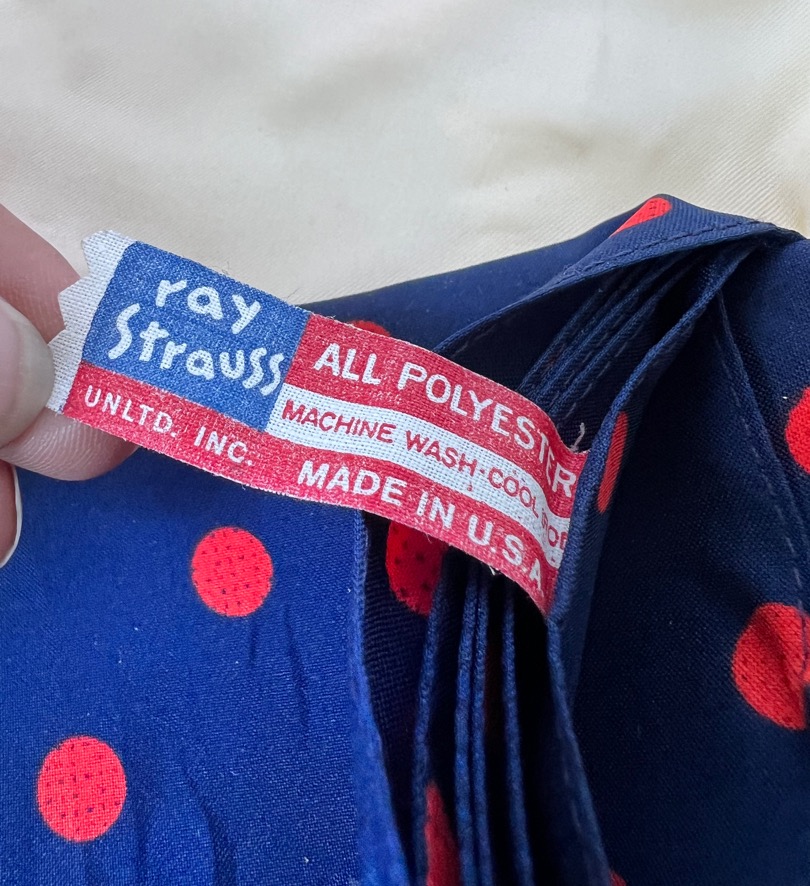 ray
Strauss
UNLTD. INC.
ALL POLYESTER
MACHINE WASH-COOL
MADE IN U.S.A